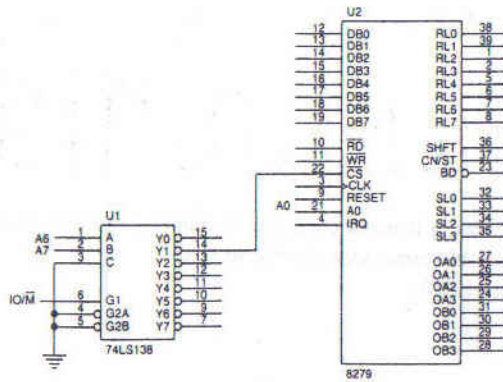 U2
12 DB0 RL0 38
13 DB1 RL1 39
14 DB2 RL2 1
15 DB3 RL3 2
16 DB4 RL4 5
17 DB5 RL5 6
18 DB6 RL6 7
19 DB7 RL7 8
10 RD SHFT 36
11 WR CN/ST 37
22 CS BD 23
3 CLK
9 RESET SL0 32
A0 21 A0 SL1 33
4 IRQ SL2 34
SL3 35
OA0 27
OA1 26
OA2 25
OA3 24
OB0 31
OB1 30
OB2 29
OB3 28
8279
U1
A6 1 A Y0 15
A7 2 B Y1 14
3 C Y2 13
Y3 12
Y4 11
IO/M 6 G1 Y5 10
4 G2A Y6 9
5 G2B Y7 7
74LS138